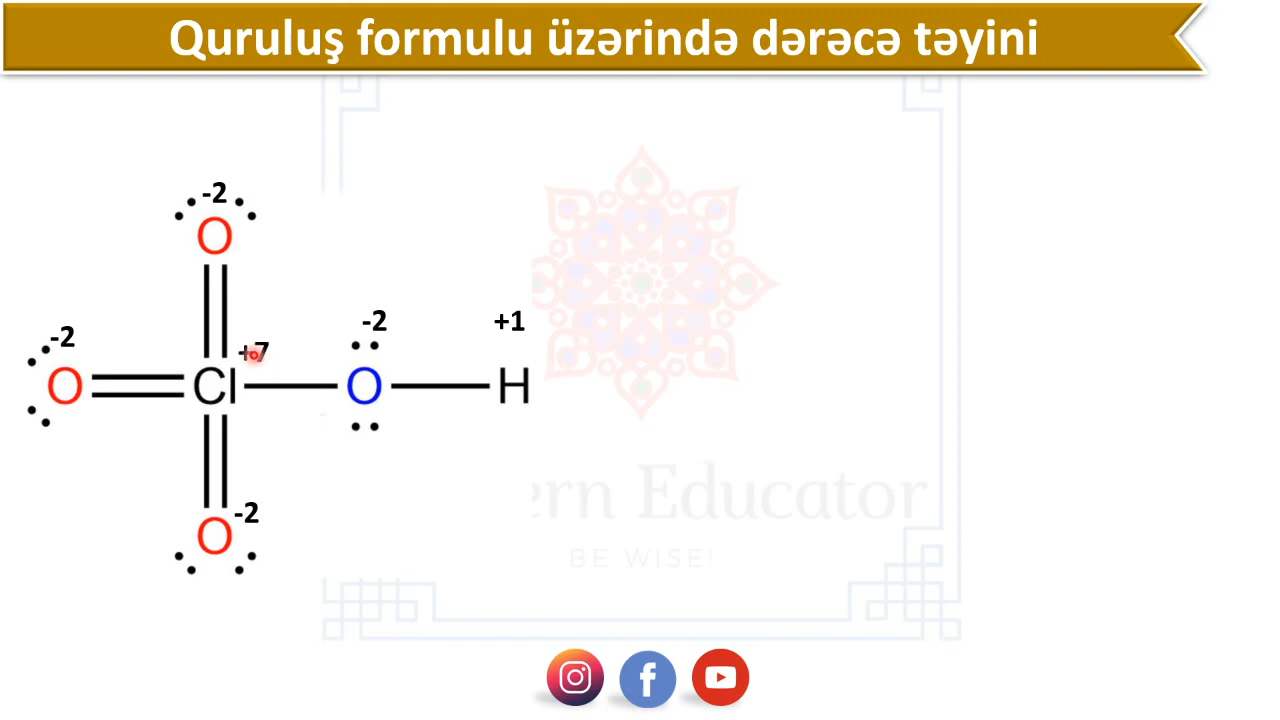 Quruluş formulu üzərində dərəcə təyini
-2
O
-2
-2
+1
+7
O
Cl
O
H
-2
O
ern Educator
BE WISE!